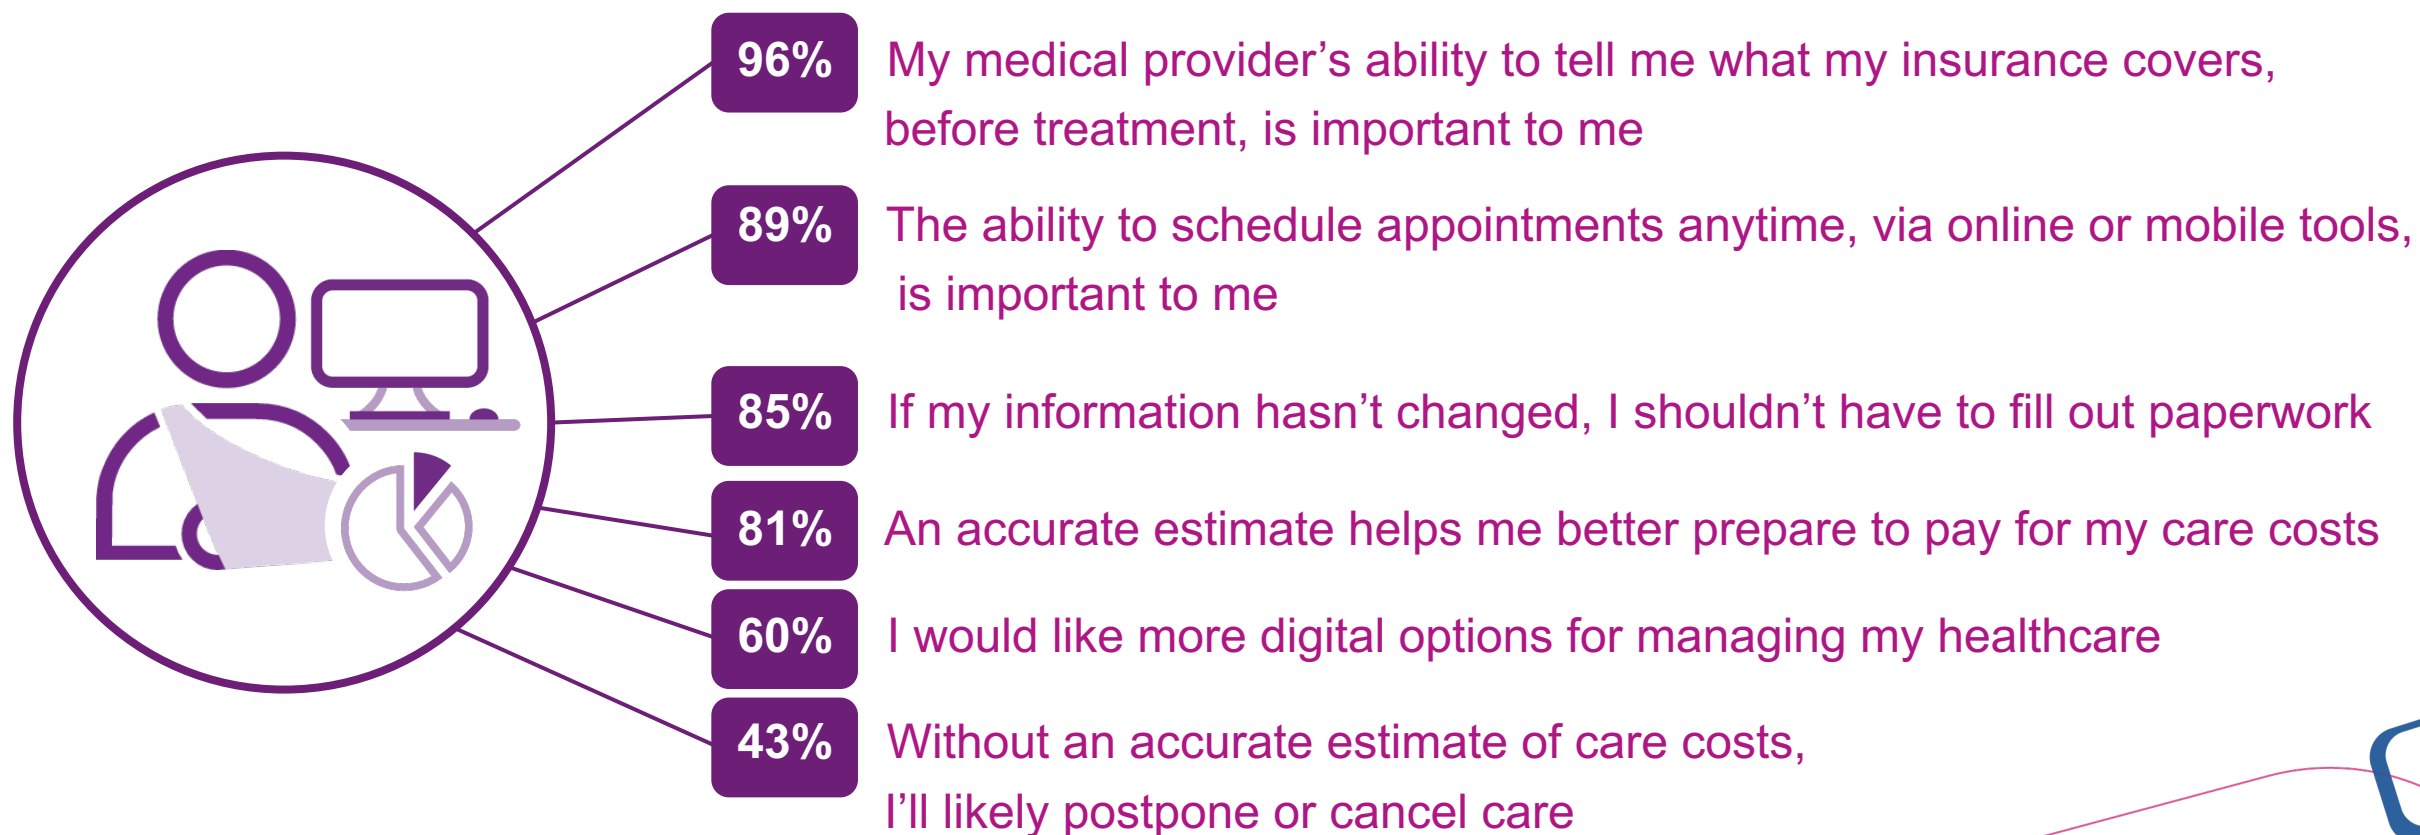 96% My medical provider’s ability to tell me what my insurance covers,
before treatment, is important to me
89% The ability to schedule appointments anytime, via online or mobile tools,
is important to me
85% If my information hasn’t changed, I shouldn’t have to fill out paperwork
81% An accurate estimate helps me better prepare to pay for my care costs
60% I would like more digital options for managing my healthcare
43% Without an accurate estimate of care costs,
I’ll likely postpone or cancel care